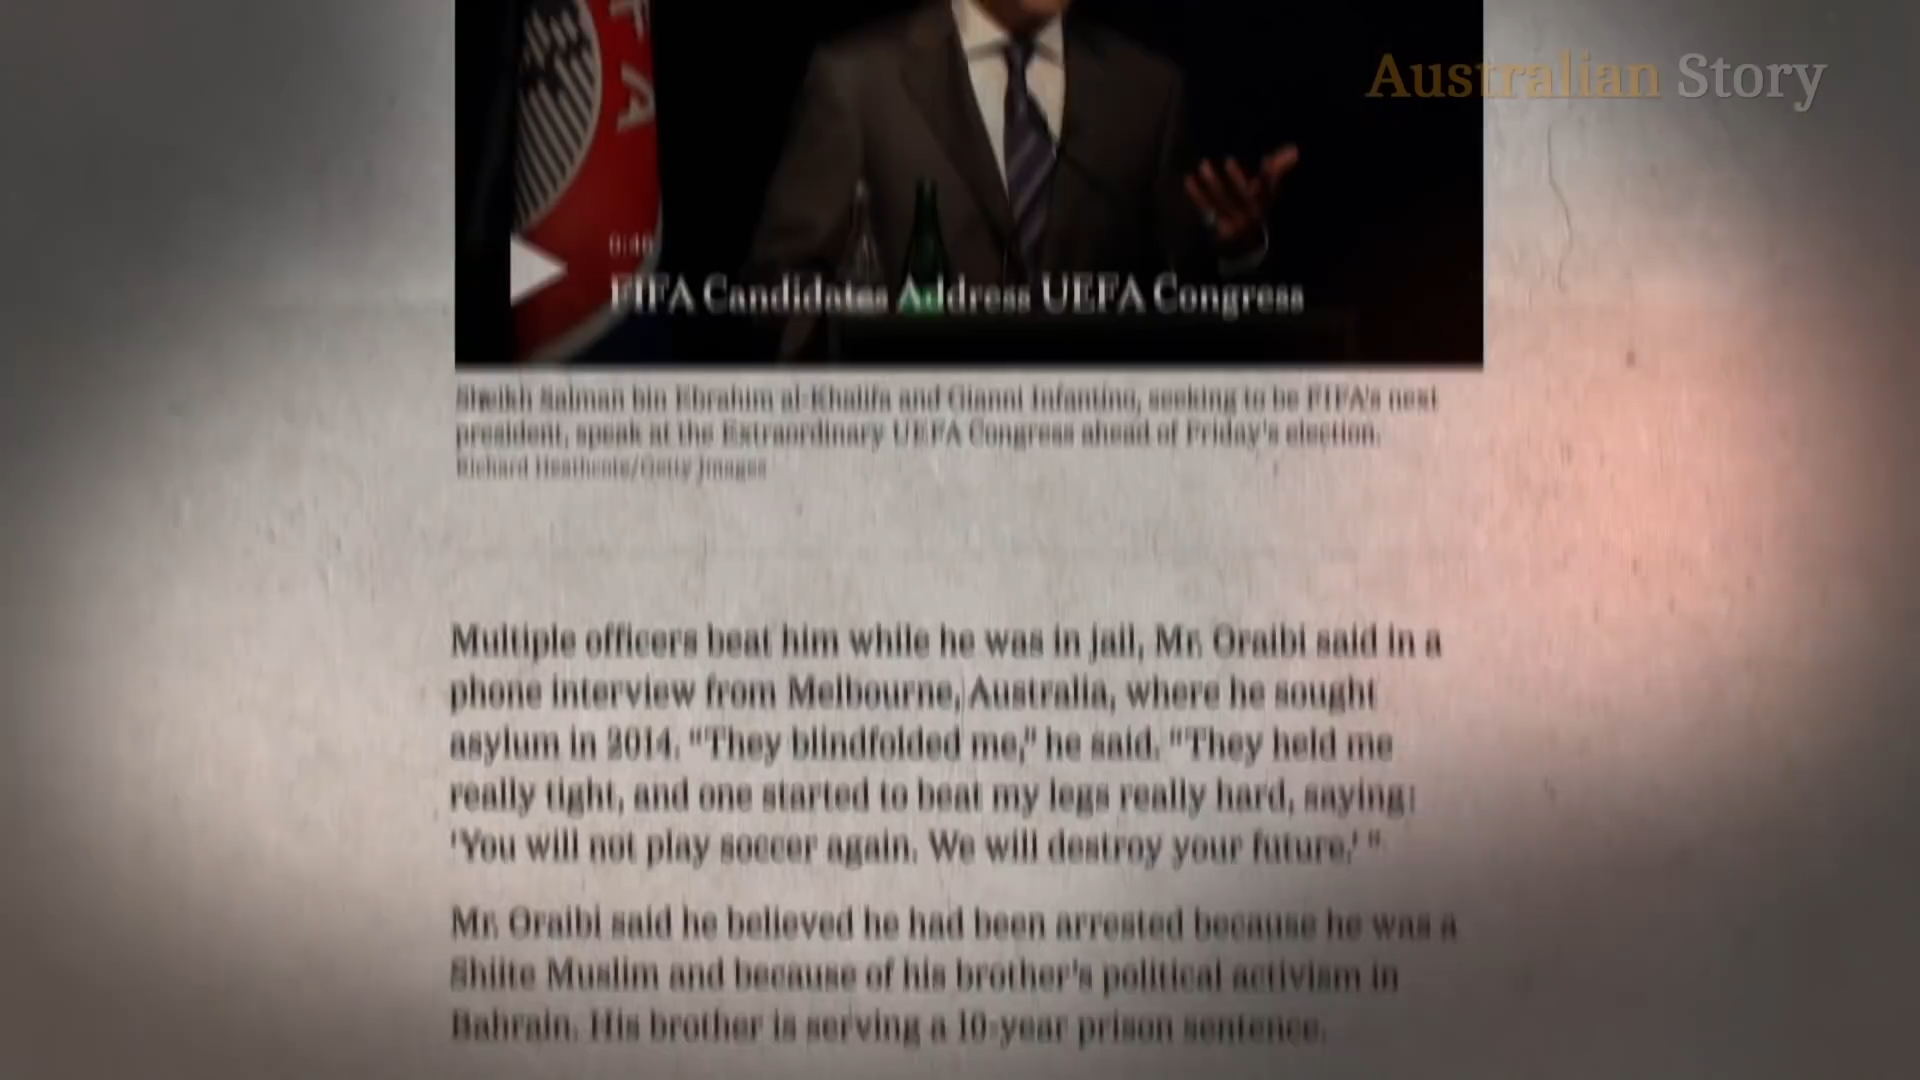 FA
Australian Story
0:40
FIFA Candidates Address UEFA Congress
Sheikh Salman bin Ebrahim al-Khalifa and Gianni Infantino, seeking to be FIFA's next
president, speak at the Extraordinary UEFA Congress ahead of Friday's election.
Richard Heathcote/Getty Images
Multiple officers beat him while he was in jail, Mr. Oraibi said in a
phone interview from Melbourne, Australia, where he sought
asylum in 2014. “They blindfolded me,” he said. “They held me
really tight, and one started to beat my legs really hard, saying:
‘You will not play soccer again. We will destroy your future.’ ”
Mr. Oraibi said he believed he had been arrested because he was a
Shiite Muslim and because of his brother's political activism in
Bahrain. His brother is serving a 10-year prison sentence.